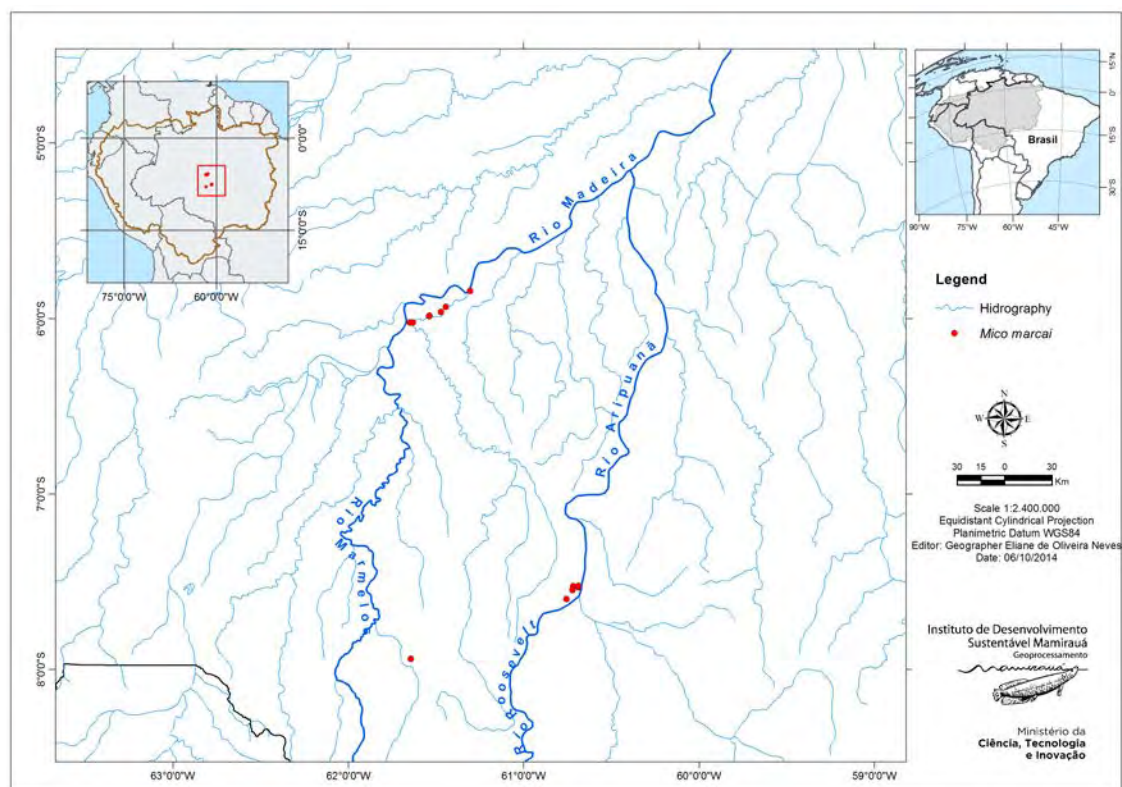 63°0'0"W
62°0'0"W
61°0'0"W
60°0'0"W
59°0'0"W
5°0'0"S
6°0'0"S
7°0'0"S
8°0'0"S
0°0'0"
15°0'0"S
75°0'0"W
60°0'0"W
Rio Madeira
Rio Aripuanã
Rio Marmelos
Rio Roosevelt
Brasil
15°N
0°
15°S
30°S
90°W
75°W
60°W
45°W
Legend
Hidrography
Mico marcai
N
W
E
S
30 15 0 30
Km
Scale 1:2.400.000
Equidistant Cylindrical Projection
Planimetric Datum WGS84
Editor: Geographer Eliane de Oliveira Neves
Date: 06/10/2014
Instituto de Desenvolvimento
Sustentável Mamirauá
Geoprocessamento
mamirauá
Ministério da
Ciência, Tecnologia
e Inovação